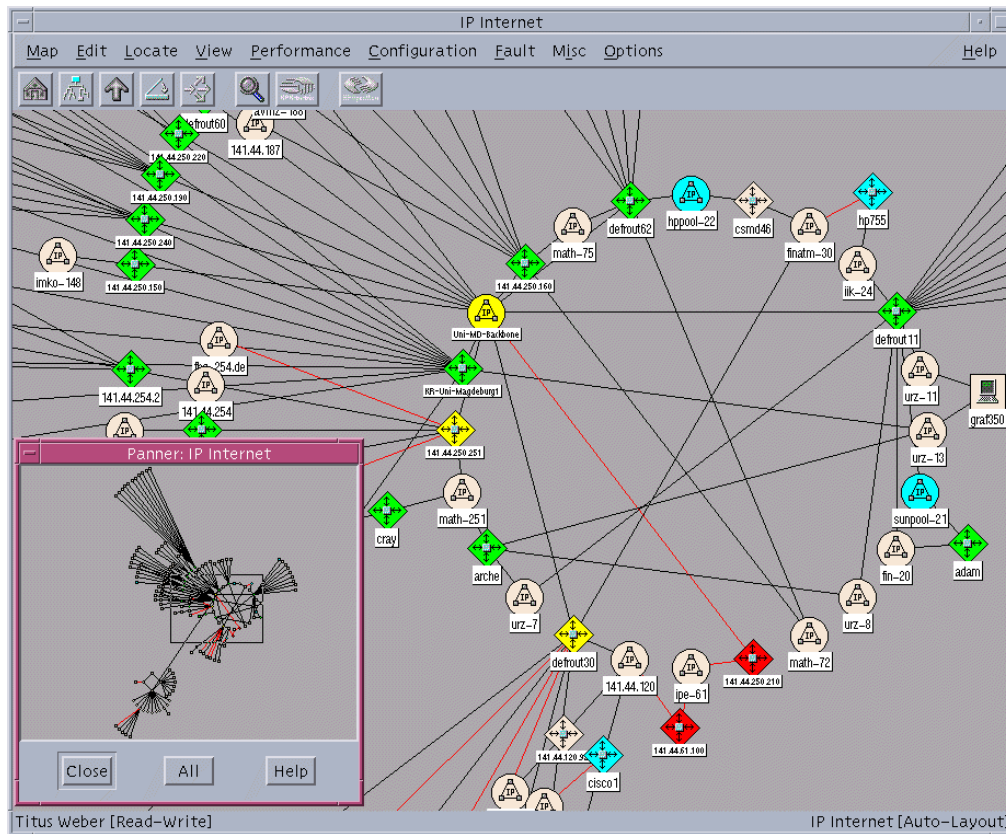 IP Internet
Map Edit Locate View Performance Configuration Fault Misc Options Help
defrout60
141.44.187
141.44.250.220
141.44.250.190
141.44.250.240
imko-148
141.44.250.150
math-75
defrout62
hppool-22
csmd46
finatm-30
hp755
iik-24
141.44.250.160
Uni-MD-Backbone
defrout11
254.de
141.44.254.2
141.44.254
KR-Uni-Magdeburg1
urz-11
graf350
141.44.250.251
urz-13
math-251
sunpool-21
cray
arche
fin-20
adam
urz-7
urz-8
defrout30
math-72
141.44.120
ipe-61
141.44.250.210
141.44.61.100
cisco1
IP
Panner: IP Internet
Close All Help
Titus Weber [Read-Write] IP Internet [Auto-Layout]